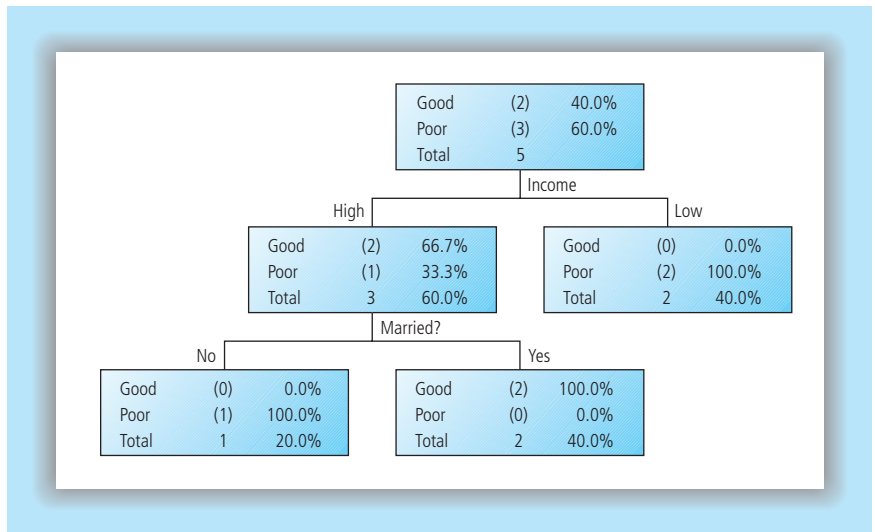 Good (2) 40.0%
Poor (3) 60.0%
Total 5
Income
High
Low
Good (2) 66.7%
Poor (1) 33.3%
Total 3 60.0%
Good (0) 0.0%
Poor (2) 100.0%
Total 2 40.0%
Married?
No
Yes
Good (0) 0.0%
Poor (1) 100.0%
Total 1 20.0%
Good (2) 100.0%
Poor (0) 0.0%
Total 2 40.0%